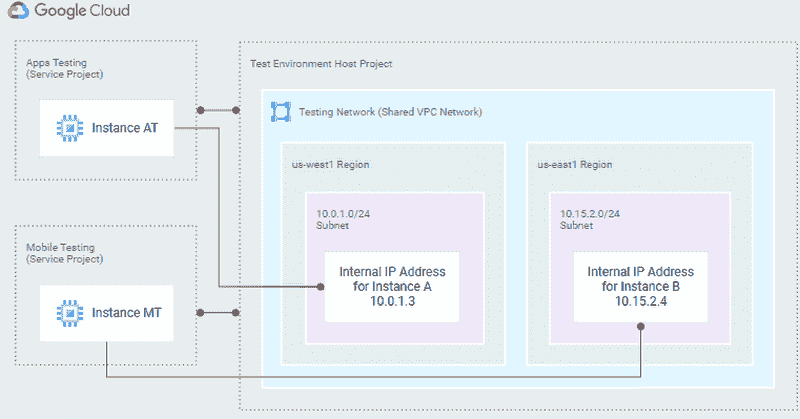 Google Cloud
Apps Testing
(Service Project)
Instance AT
Mobile Testing
(Service Project)
Instance MT
Test Environment Host Project
Testing Network (Shared VPC Network)
us-west1 Region
10.0.1.0/24
Subnet
Internal IP Address
for Instance A
10.0.1.3
us-east1 Region
10.15.2.0/24
Subnet
Internal IP Address
for Instance B
10.15.2.4